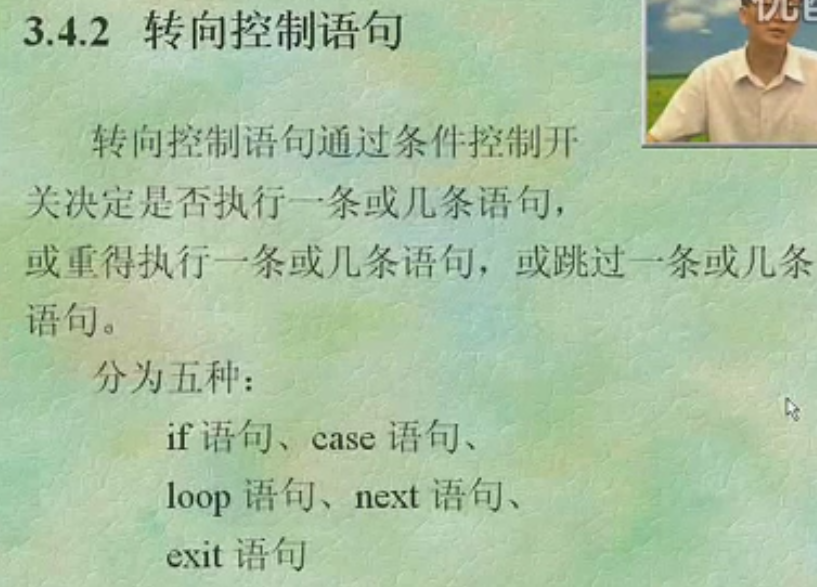 3.4.2 转向控制语句
转向控制语句通过条件控制开
关决定是否执行一条或几条语句，
或重得执行一条或几条语句，或跳过一条或几条
语句。
分为五种：
if 语句、case 语句、
loop 语句、next 语句、
exit 语句